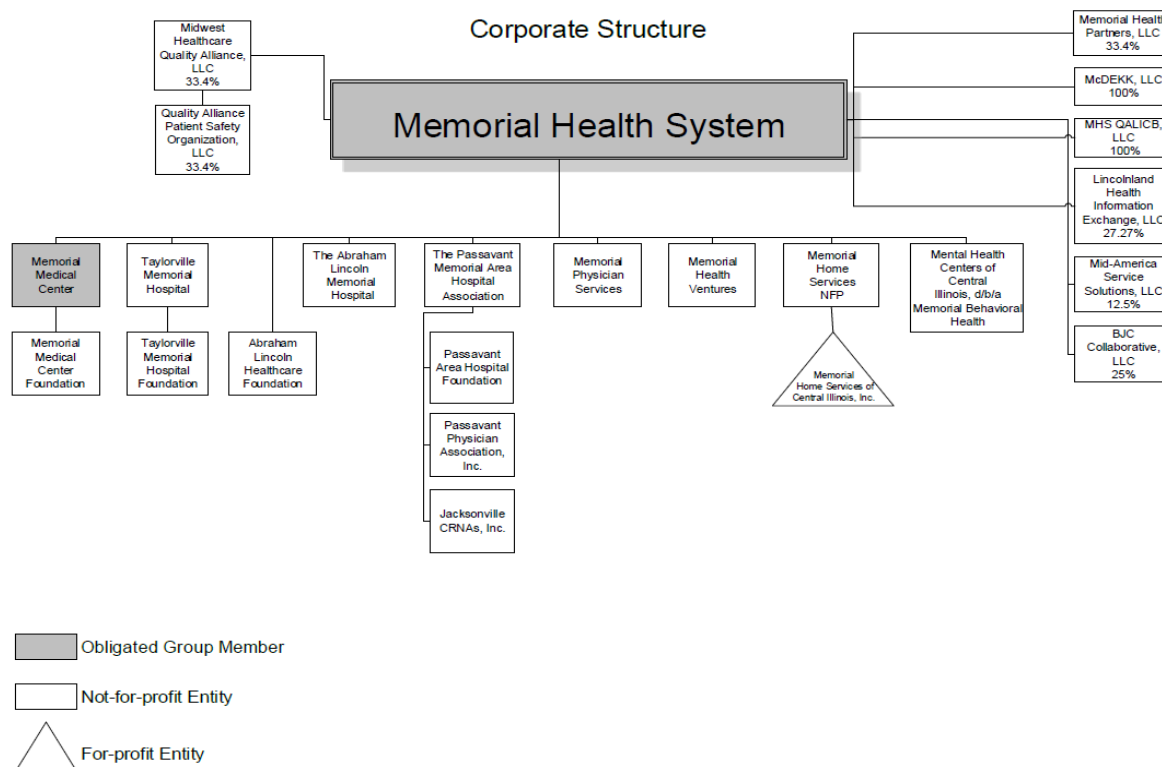 Corporate Structure
Midwest
Healthcare
Quality Alliance,
LLC
33.4%
Quality Alliance
Patient Safety
Organization,
LLC
33.4%
Memorial Health System
Memorial Health
Partners, LLC
33.4%
McDEKK, LLC
100%
MHS QALICB,
LLC
100%
Lincolnland
Health
Information
Exchange, LLC
27.27%
Mid-America
Service
Solutions, LLC
12.5%
BJC
Collaborative,
LLC
25%
Memorial
Medical
Center
Taylorville
Memorial
Hospital
The Abraham
Lincoln
Memorial
Hospital
The Passavant
Memorial Area
Hospital
Association
Memorial
Physician
Services
Memorial
Health
Ventures
Memorial
Home
Services
NFP
Mental Health
Centers of
Central
Illinois, d/b/a
Memorial Behavioral
Health
Memorial
Medical
Center
Foundation
Taylorville
Memorial
Hospital
Foundation
Abraham
Lincoln
Healthcare
Foundation
Passavant
Area Hospital
Foundation
Passavant
Physician
Association,
Inc.
Jacksonville
CRNAs, Inc.
Memorial
Home Services of
Central Illinois, Inc.
Obligated Group Member
Not-for-profit Entity
For-profit Entity